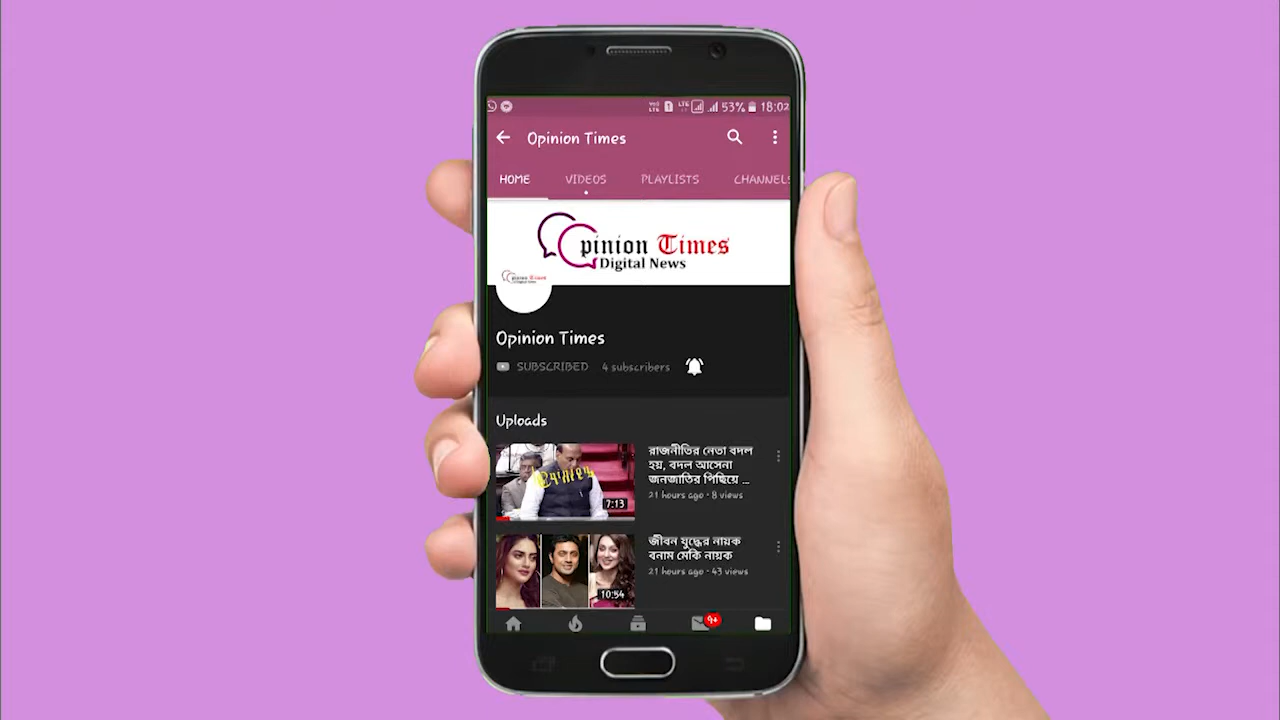 53% 18:02
Opinion Times
HOME VIDEOS PLAYLISTS CHANNELS
pinion Times
Digital News
Opinion Times
SUBSCRIBED 4 subscribers
Uploads
রাজনীতির নেতা বদল
হয়, বদল আসেনা
জনজাতির পিছিয়ে ...
21 hours ago • 8 views
7:13
জীবন যুদ্ধের নায়ক
বনাম মেকি নায়ক
21 hours ago • 43 views
10:54
9+